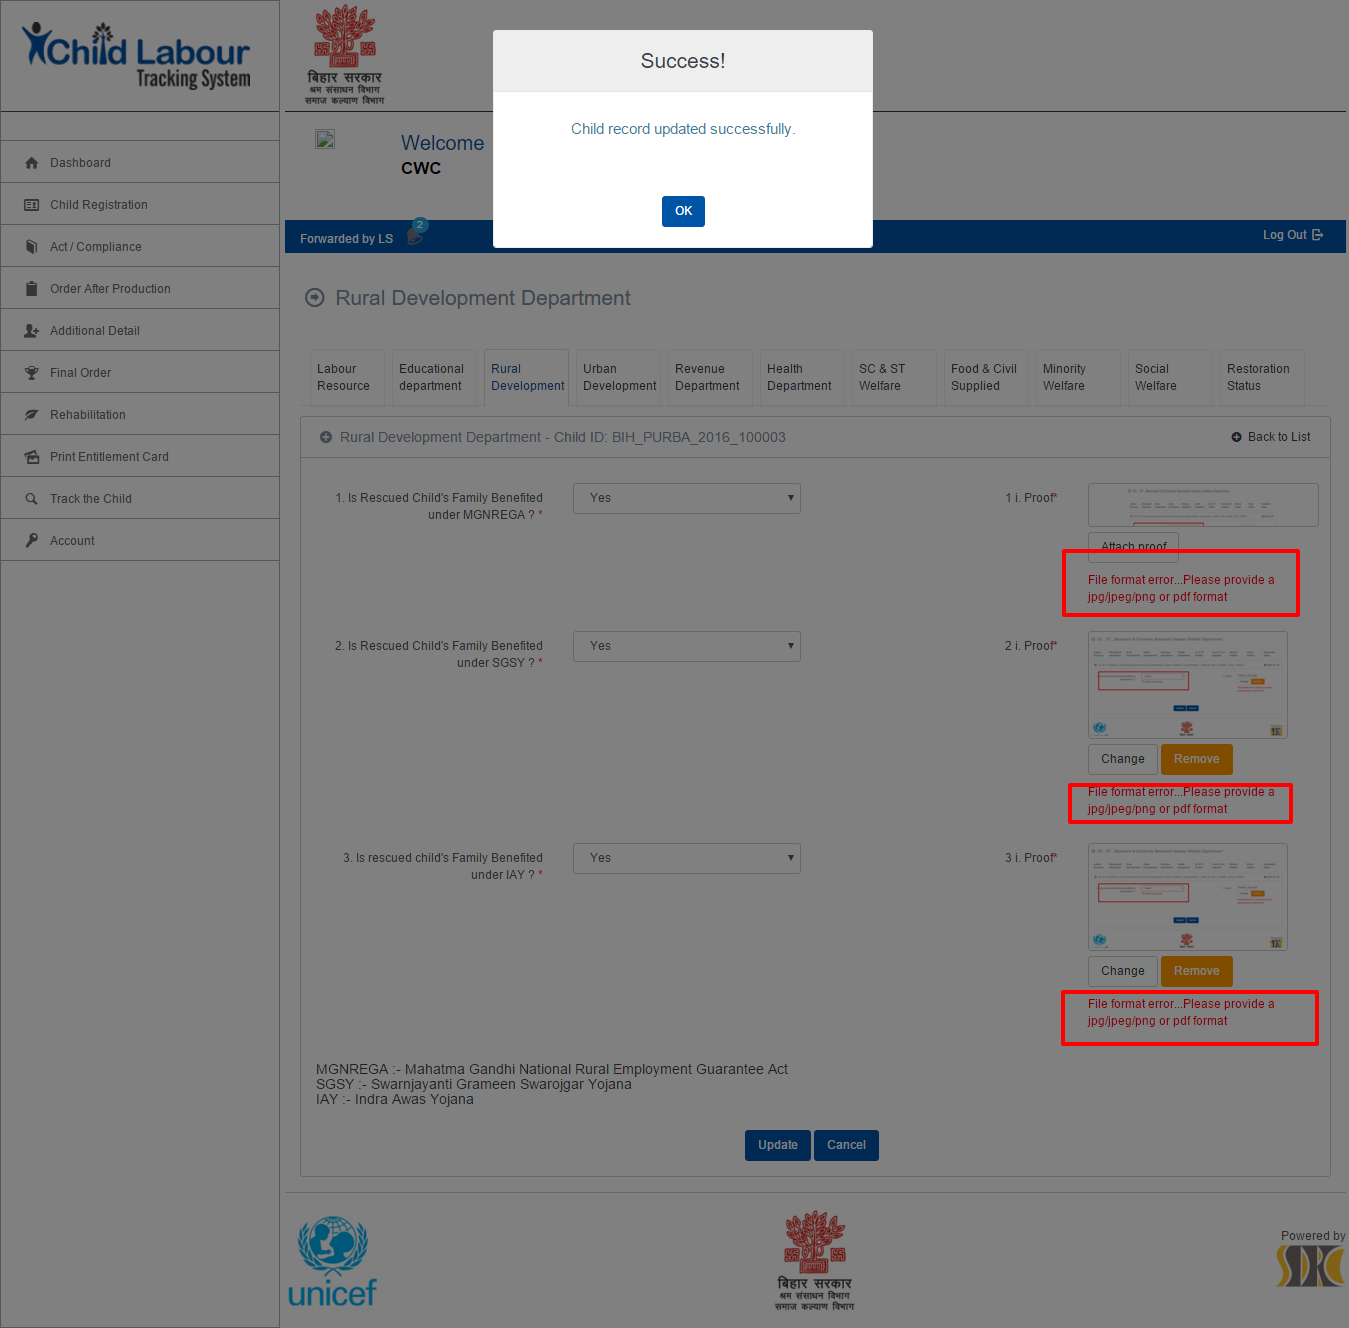 Child Labour
Tracking System
बिहार सरकार
श्रम संसाधन विभाग
समाज कल्याण विभाग
Success!
Child record updated successfully.
OK
Welcome
CWC
Forwarded by LS
2
Log Out
Dashboard
Child Registration
Act / Compliance
Order After Production
Additional Detail
Final Order
Rehabilitation
Print Entitlement Card
Track the Child
Account
Rural Development Department
Labour Resource
Educational department
Rural Development
Urban Development
Revenue Department
Health Department
SC & ST Welfare
Food & Civil Supplied
Minority Welfare
Social Welfare
Restoration Status
Rural Development Department - Child ID: BIH_PURBA_2016_100003
Back to List
1. Is Rescued Child's Family Benefited
under MGNREGA ? *
Yes
1 i. Proof*
Attach proof
File format error...Please provide a
jpg/jpeg/png or pdf format
2. Is Rescued Child's Family Benefited
under SGSY ? *
Yes
2 i. Proof*
Change
Remove
File format error...Please provide a
jpg/jpeg/png or pdf format
3. Is rescued child's Family Benefited
under IAY ? *
Yes
3 i. Proof*
Change
Remove
File format error...Please provide a
jpg/jpeg/png or pdf format
MGNREGA :- Mahatma Gandhi National Rural Employment Guarantee Act
SGSY :- Swarnjayanti Grameen Swarojgar Yojana
IAY :- Indra Awas Yojana
Update
Cancel
unicef
बिहार सरकार
श्रम संसाधन विभाग
समाज कल्याण विभाग
Powered by
SDRC